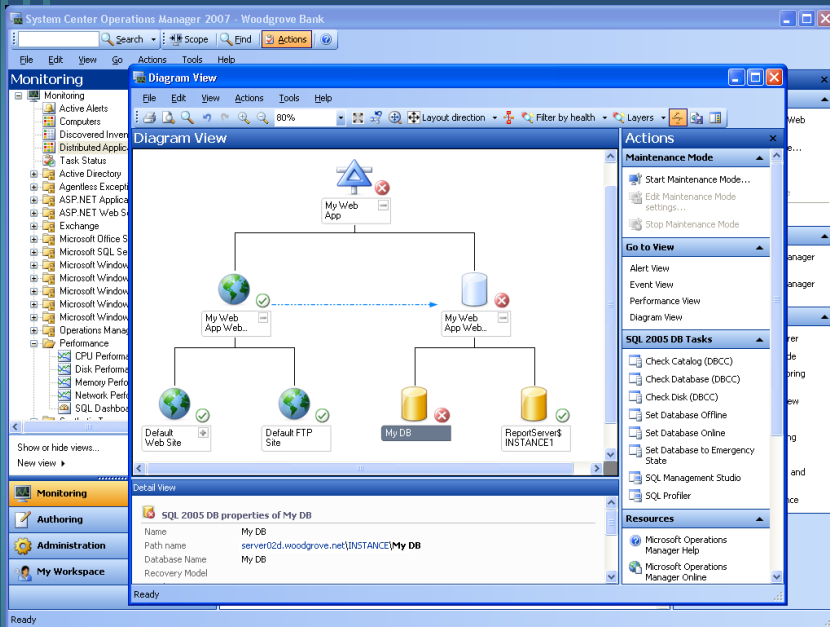 System Center Operations Manager 2007 - Woodgrove Bank
Search Scope Find Actions
File Edit View Go Actions Tools Help
Monitoring
Monitoring
Active Alerts
Computers
Discovered Inven
Distributed Applic
Task Status
Active Directory
Agentless Excepti
ASP.NET Applica
ASP.NET Web S
Exchange
Microsoft Office S
Microsoft SQL Se
Microsoft Window
Microsoft Window
Microsoft Window
Microsoft Window
Operations Manag
Performance
CPU Performa
Disk Performa
Memory Perfo
Network Perfo
SQL Dashboa
Show or hide views...
New view
Monitoring
Authoring
Administration
My Workspace
Ready
Diagram View
File Edit View Actions Tools Help
80% Layout direction Filter by health Layers
Diagram View
My Web
App
My Web
App Web...
My Web
App Web...
Default
Web Site
Default FTP
Site
My DB
ReportServer$
INSTANCE1
Detail View
SQL 2005 DB properties of My DB
Name My DB
Path name server02d.woodgrove.net\INSTANCE\My DB
Database Name My DB
Recovery Model
Ready
Actions
Maintenance Mode
Start Maintenance Mode...
Edit Maintenance Mode
settings...
Stop Maintenance Mode
Go to View
Alert View
Event View
Performance View
Diagram View
SQL 2005 DB Tasks
Check Catalog (DBCC)
Check Database (DBCC)
Check Disk (DBCC)
Set Database Offline
Set Database Online
Set Database to Emergency
State
SQL Management Studio
SQL Profiler
Resources
Microsoft Operations
Manager Help
Microsoft Operations
Manager Online
Web
anager
anager
and